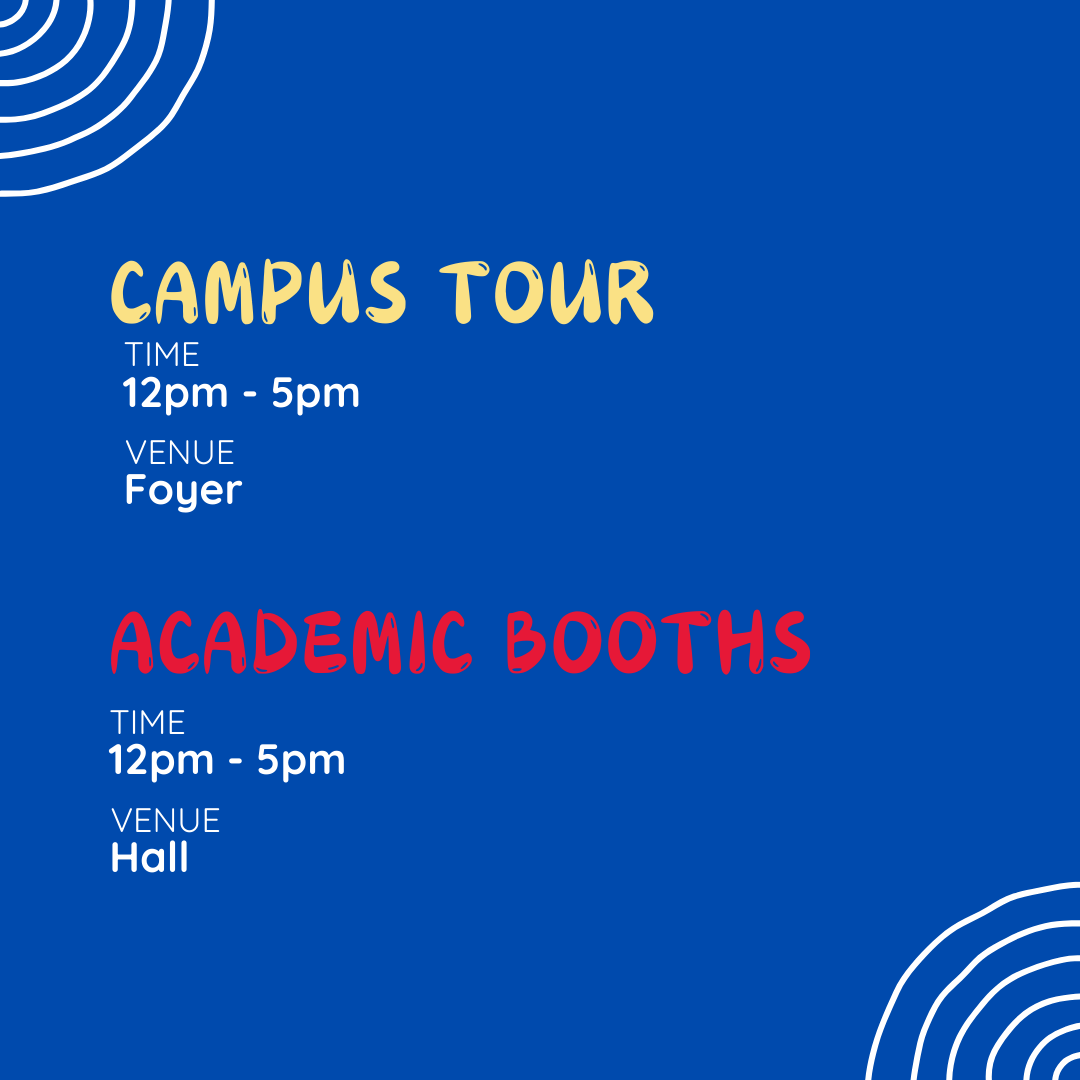 CAMPUS TOUR
TIME
12pm - 5pm
VENUE
Foyer
ACADEMIC BOOTHS
TIME
12pm - 5pm
VENUE
Hall